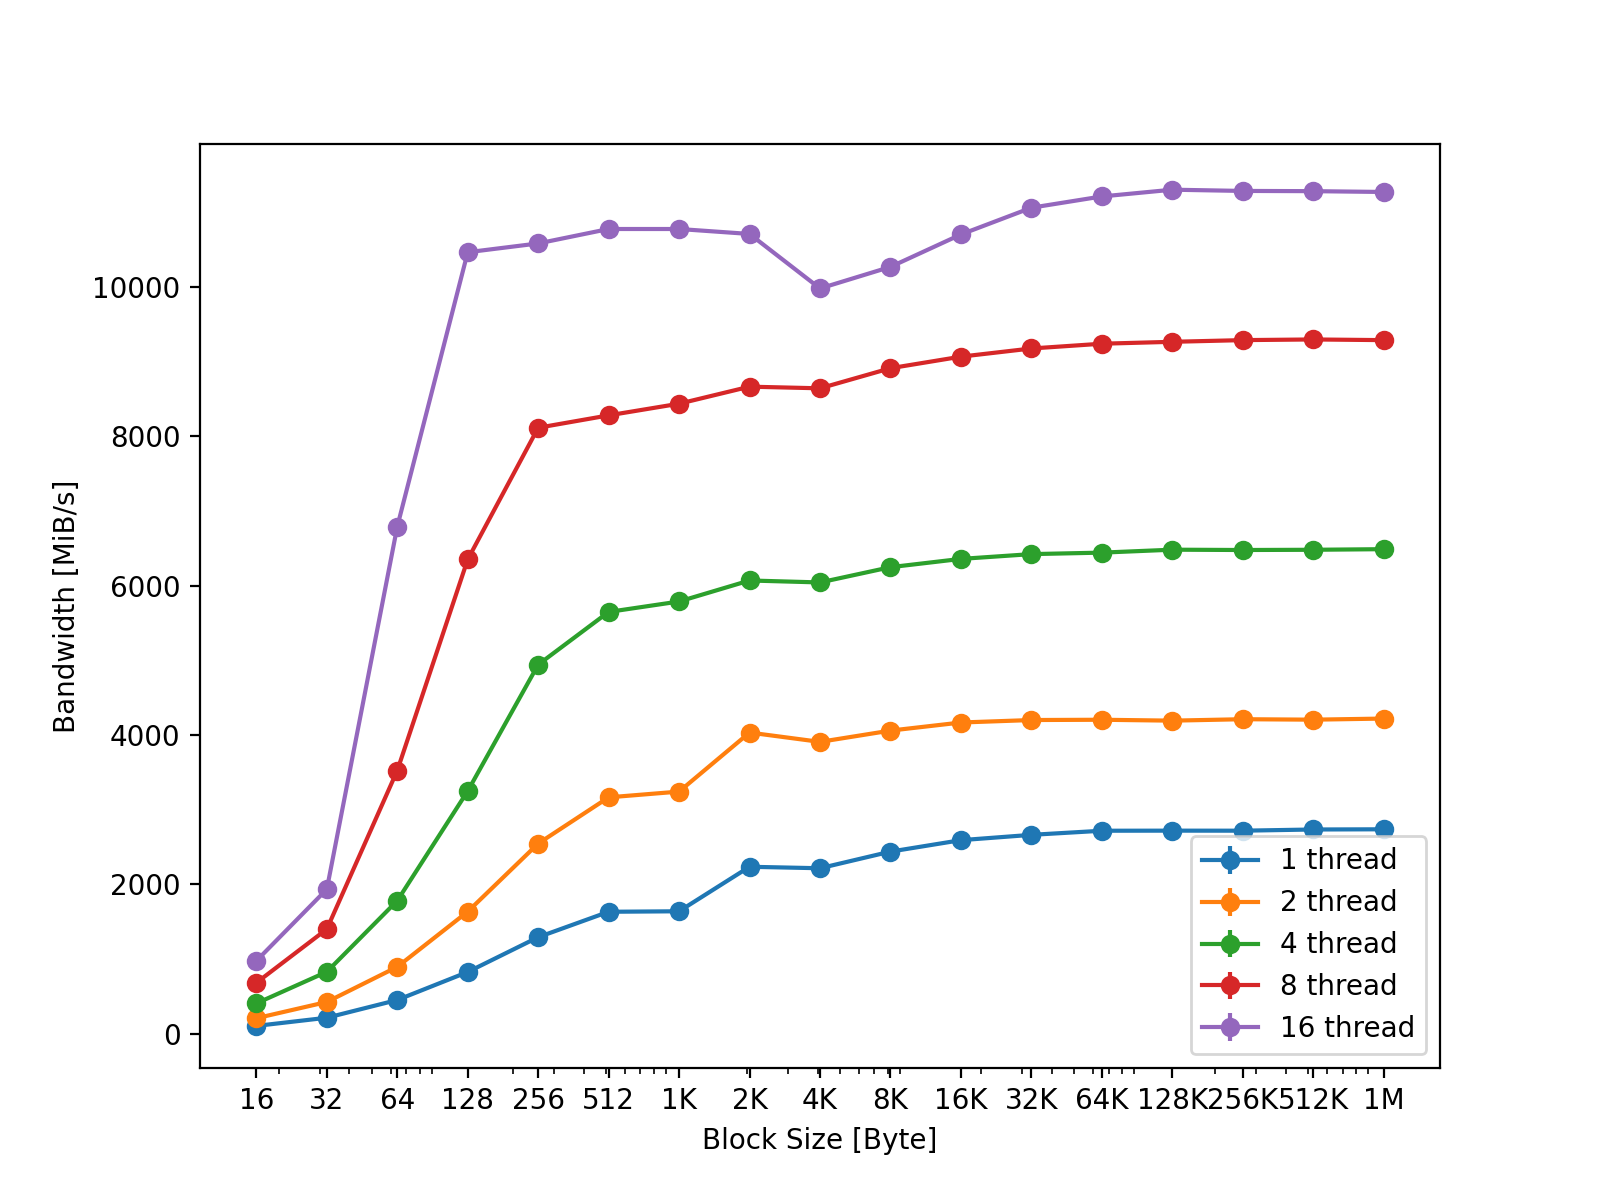 10000
8000
6000
4000
2000
0
Bandwidth [MiB/s]
1 thread
2 thread
4 thread
8 thread
16 thread
16 32 64 128 256 512 1K 2K 4K 8K 16K 32K 64K 128K 256K 512K 1M
Block Size [Byte]